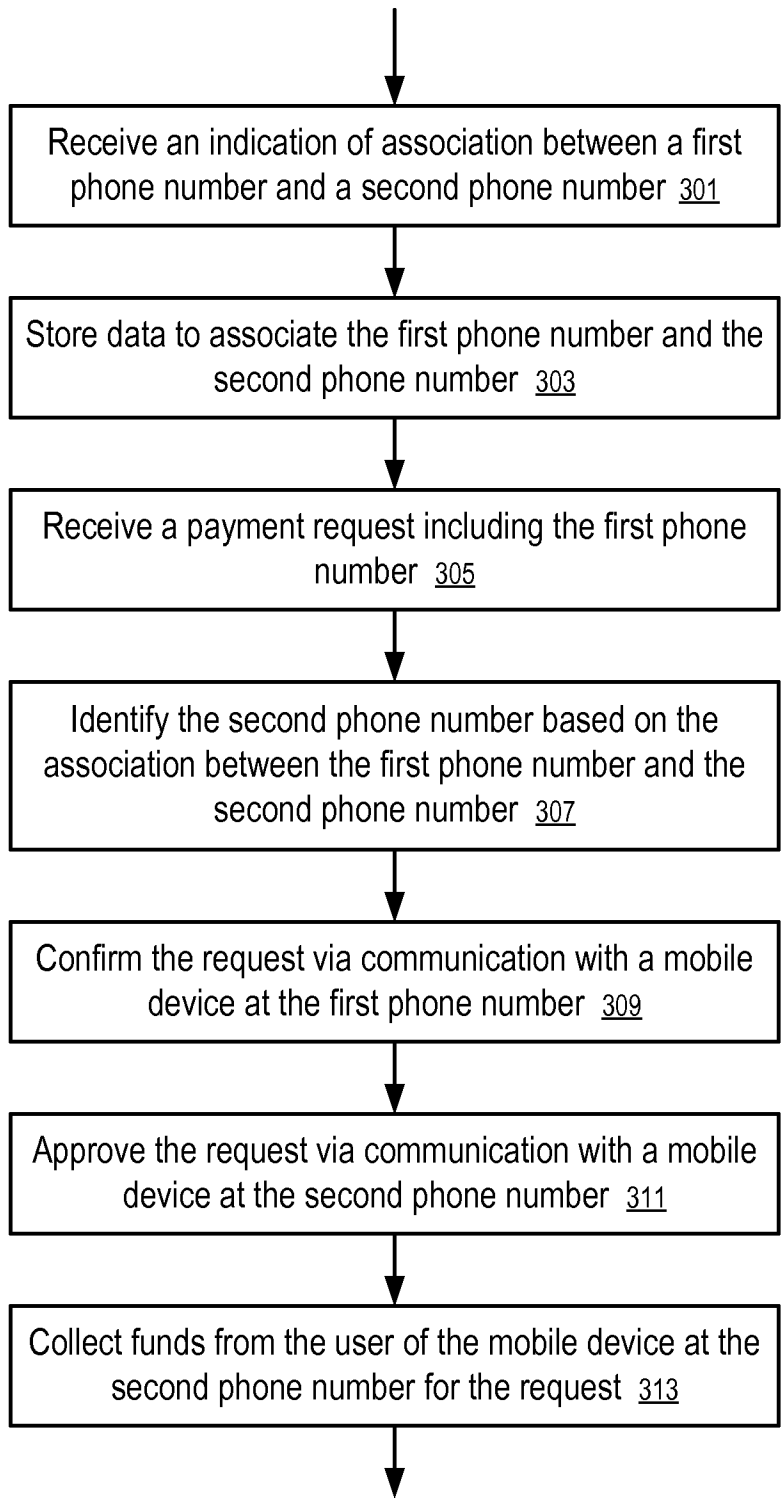 Receive an indication of association between a first
phone number and a second phone number 301
Store data to associate the first phone number and the
second phone number 303
Receive a payment request including the first phone
number 305
Identify the second phone number based on the
association between the first phone number and the
second phone number 307
Confirm the request via communication with a mobile
device at the first phone number 309
Approve the request via communication with a mobile
device at the second phone number 311
Collect funds from the user of the mobile device at the
second phone number for the request 313